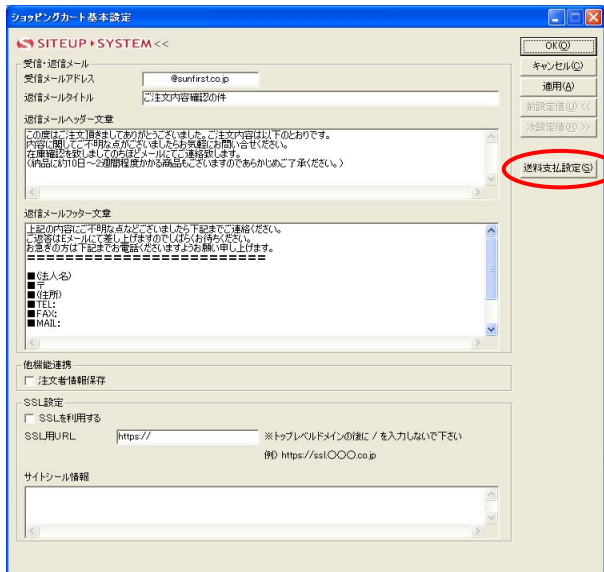 ショッピングカート基本設定
SITEUP SYSTEM<<
受信・返信メール
受信メールアドレス @sunfirst.co.jp
返信メールタイトル ご注文内容確認の件
返信メールヘッダー文章
この度はご注文頂きましてありがとうございました。ご注文内容は以下のとおりです。
内容に関してご不明な点がございましたらお気軽にお問い合せください。
在庫確認を致しましてのちほどメールにてご連絡致します。
(納品に約10日～2週間程度かかる商品もございますのであらかじめご了承ください。)
返信メールフッター文章
上記の内容にご不明な点などございましたら下記までご連絡ください。
ご返答はEメールにて差し上げますのでしばらくお待ちください。
お急ぎの方は下記までお電話くださいますようお願い申し上げます。
==========================
■(法人名)
■〒
■(住所)
■TEL:
■FAX:
■MAIL:
他機能連携
注文者情報保存
SSL設定
SSLを利用する
SSL用URL https:// ※トップレベルドメインの後に / を入力しないで下さい
例) https://ssl.〇〇〇.co.jp
サイトシール情報
OK(O)
キャンセル(C)
適用(A)
前設定値(U) <<
次設定値(R) >>
送料支払設定(S)